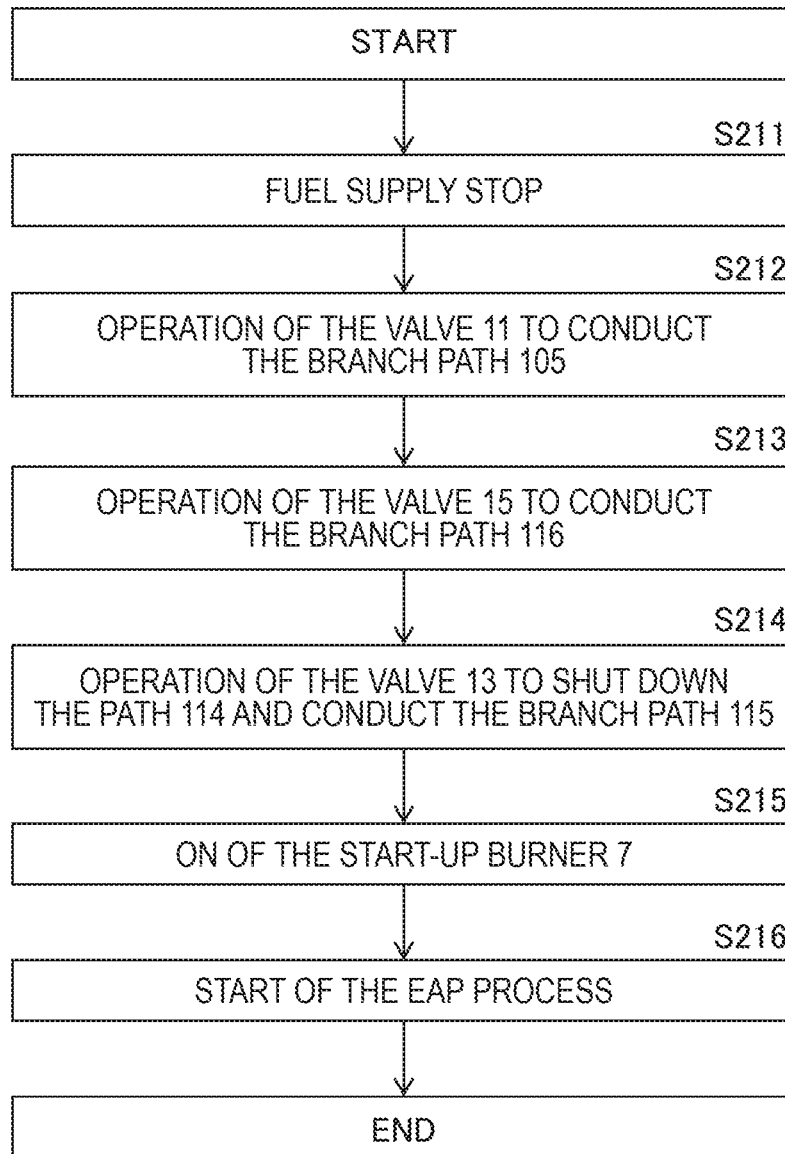 START
S211
FUEL SUPPLY STOP
S212
OPERATION OF THE VALVE 11 TO CONDUCT
THE BRANCH PATH 105
S213
OPERATION OF THE VALVE 15 TO CONDUCT
THE BRANCH PATH 116
S214
OPERATION OF THE VALVE 13 TO SHUT DOWN
THE PATH 114 AND CONDUCT THE BRANCH PATH 115
S215
ON OF THE START-UP BURNER 7
S216
START OF THE EAP PROCESS
END